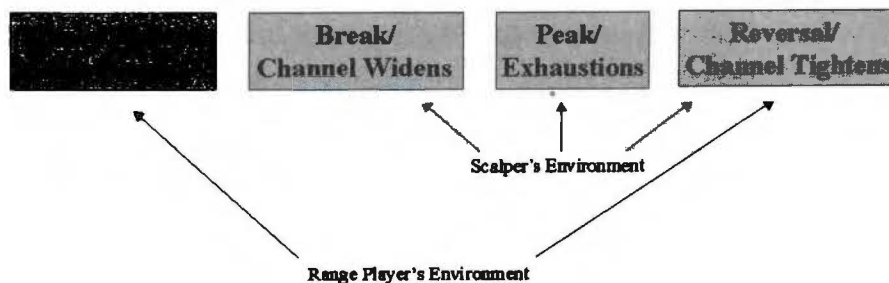 Break/
Channel Widens
Peak/
Exhaustions
Reversal/
Channel Tightens
Scalper's Environment
Range Player's Environment